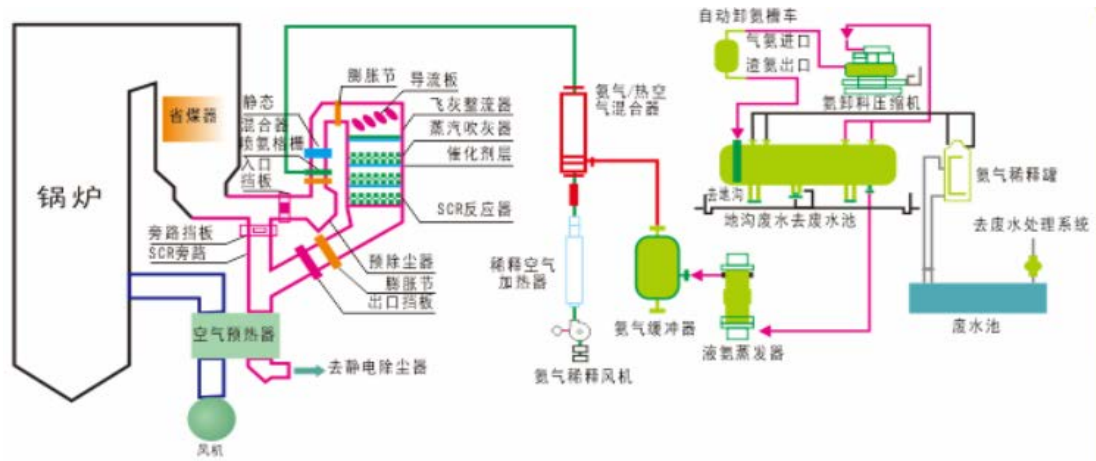 锅炉
省煤器
静态
混合器
喷氨格栅
入口
挡板
旁路挡板
SCR旁路
膨胀节
导流板
飞灰整流器
蒸汽吹灰器
催化剂层
SCR反应器
预除尘器
膨胀节
出口挡板
空气预热器
去静电除尘器
风机
氨气/热空
气混合器
稀释空气
加热器
氨气稀释风机
氨气缓冲器
液氨蒸发器
自动卸氨槽车
气氨进口
渣氨出口
氨卸料压缩机
去地沟
地沟废水去废水池
氨气稀释罐
去废水处理系统
废水池